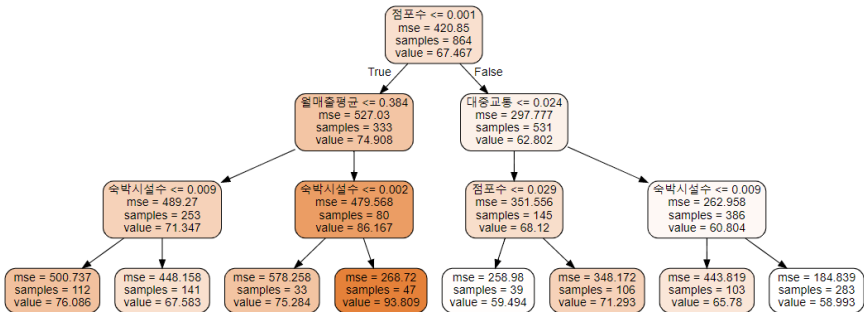 점포수 <= 0.001
mse = 420.85
samples = 864
value = 67.467
True
False
월매출평균 <= 0.384
mse = 527.03
samples = 333
value = 74.908
대중교통 <= 0.024
mse = 297.777
samples = 531
value = 62.802
숙박시설수 <= 0.009
mse = 489.27
samples = 253
value = 71.347
숙박시설수 <= 0.002
mse = 479.568
samples = 80
value = 86.167
점포수 <= 0.029
mse = 351.556
samples = 145
value = 68.12
숙박시설수 <= 0.009
mse = 262.958
samples = 386
value = 60.804
mse = 500.737
samples = 112
value = 76.086
mse = 448.158
samples = 141
value = 67.583
mse = 578.258
samples = 33
value = 75.284
mse = 268.72
samples = 47
value = 93.809
mse = 258.98
samples = 39
value = 59.494
mse = 348.172
samples = 106
value = 71.293
mse = 443.819
samples = 103
value = 65.78
mse = 184.839
samples = 283
value = 58.993